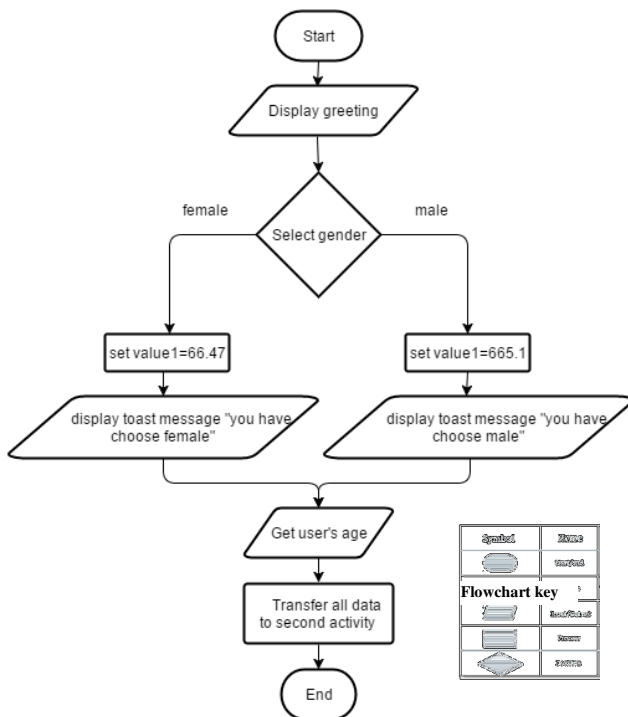 Start
Display greeting
female
male
Select gender
set value1=66.47
set value1=665.1
display toast message "you have
choose female"
display toast message "you have
choose male"
Get user's age
Transfer all data
to second activity
End
Symbol
Name
Flowchart key